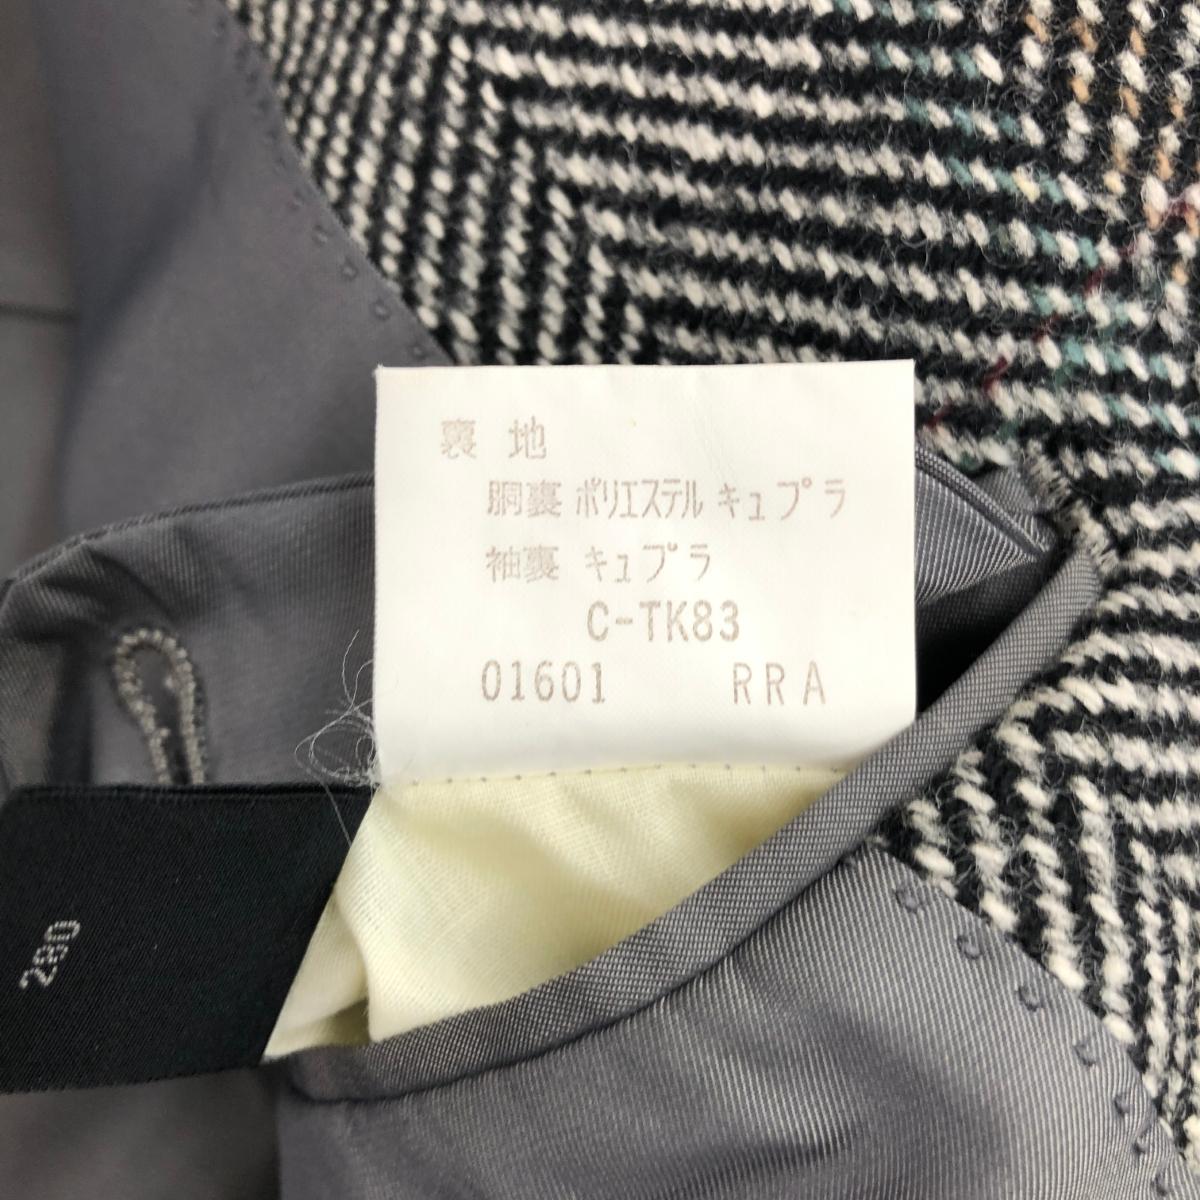 裏 地
胴裏 ポリエステル キュプラ
袖裏 キュプラ
C-TK83
01601 RRA
280